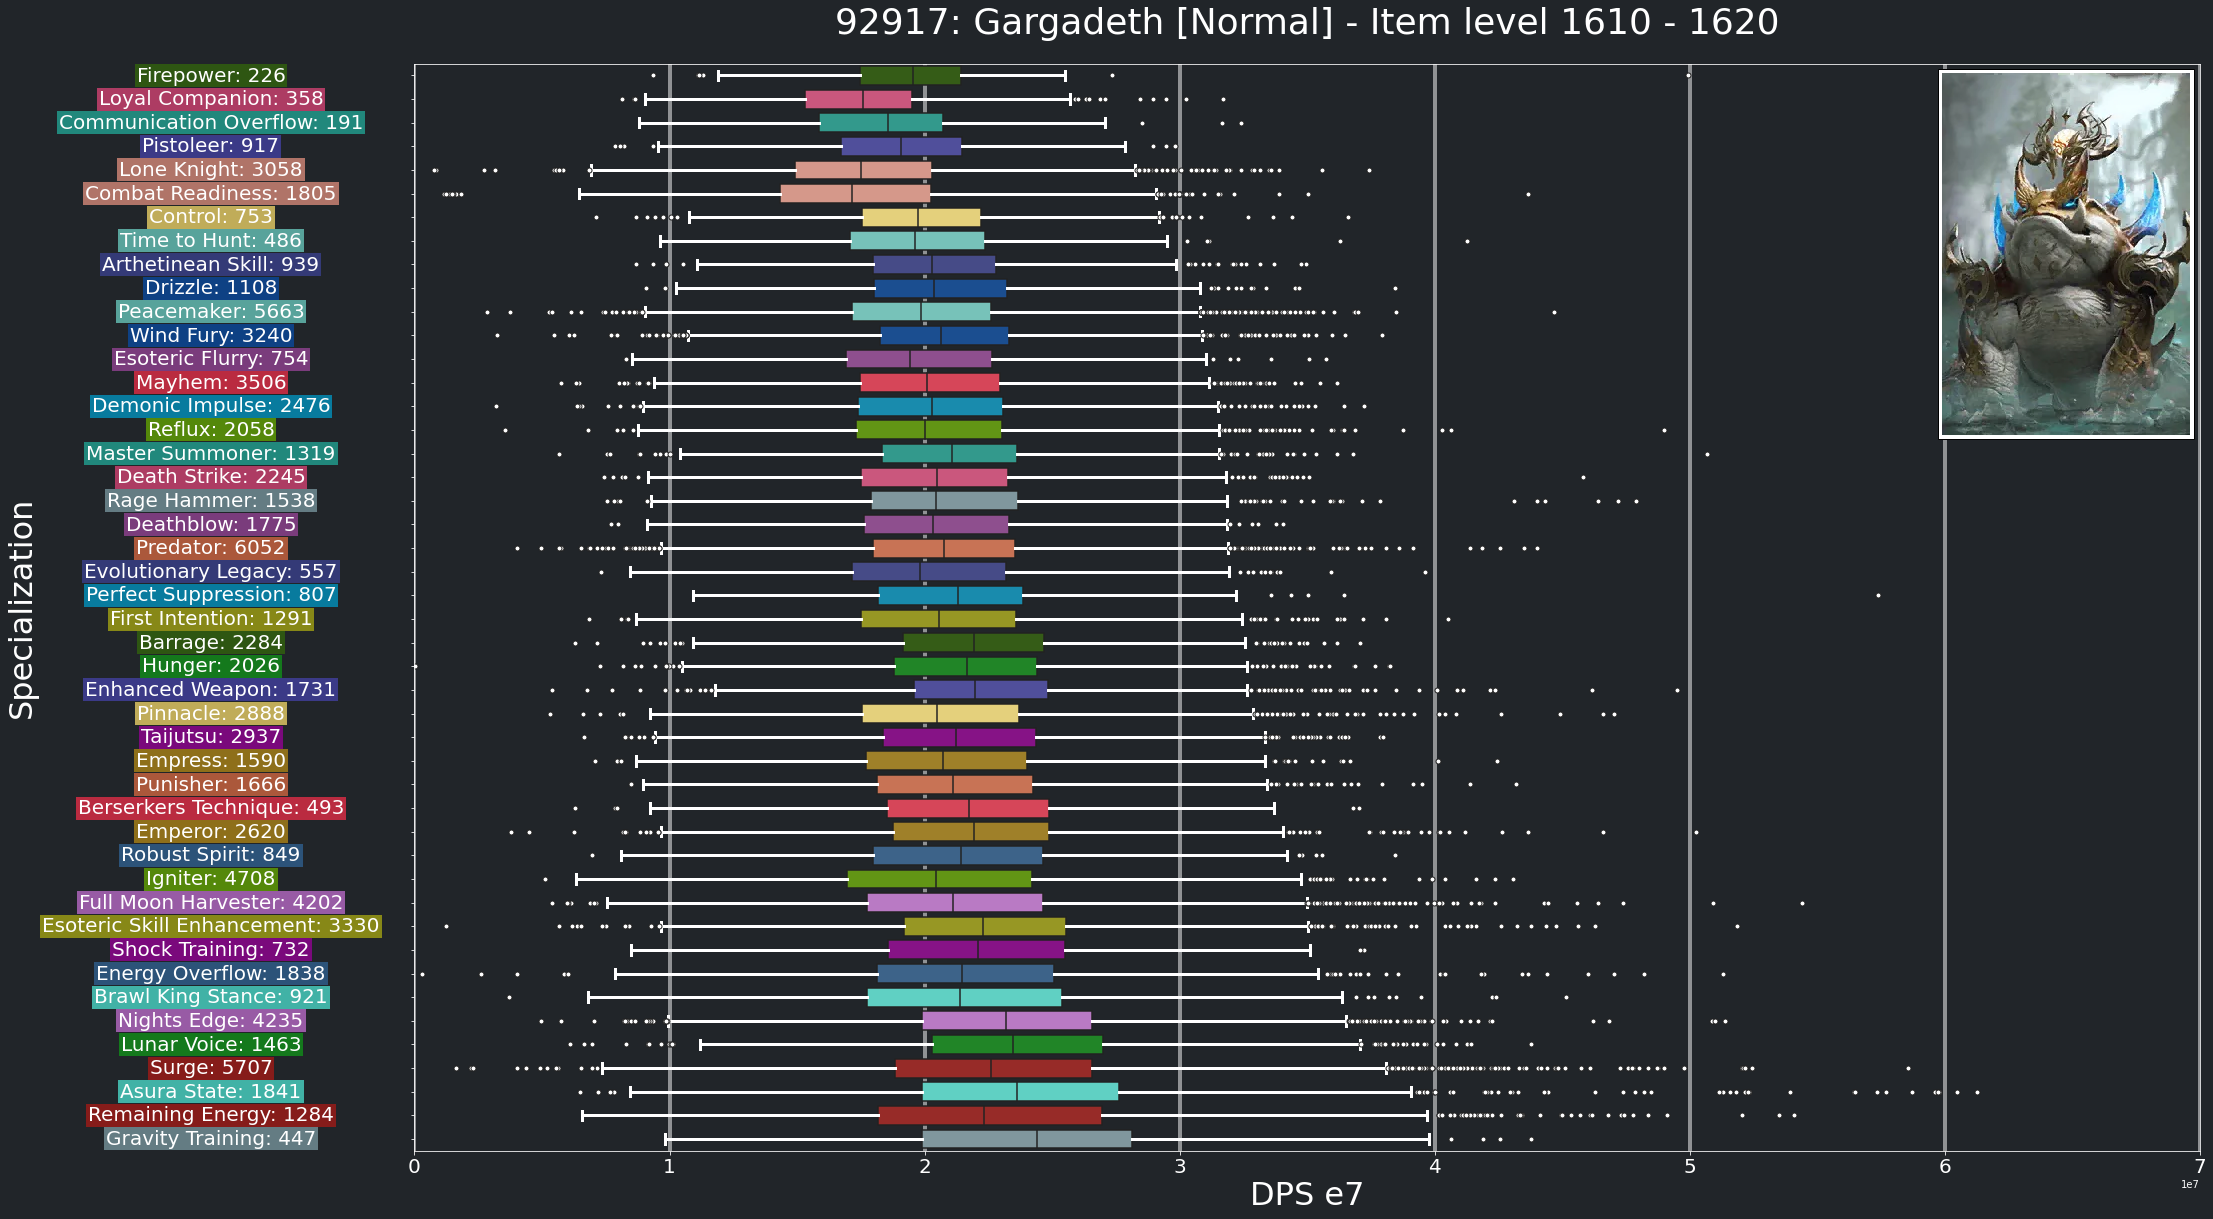 92917: Gargadeth [Normal] - Item level 1610 - 1620
Specialization
Firepower: 226
Loyal Companion: 358
Communication Overflow: 191
Pistoleer: 917
Lone Knight: 3058
Combat Readiness: 1805
Control: 753
Time to Hunt: 486
Arthetinean Skill: 939
Drizzle: 1108
Peacemaker: 5663
Wind Fury: 3240
Esoteric Flurry: 754
Mayhem: 3506
Demonic Impulse: 2476
Reflux: 2058
Master Summoner: 1319
Death Strike: 2245
Rage Hammer: 1538
Deathblow: 1775
Predator: 6052
Evolutionary Legacy: 557
Perfect Suppression: 807
First Intention: 1291
Barrage: 2284
Hunger: 2026
Enhanced Weapon: 1731
Pinnacle: 2888
Taijutsu: 2937
Empress: 1590
Punisher: 1666
Berserkers Technique: 493
Emperor: 2620
Robust Spirit: 849
Igniter: 4708
Full Moon Harvester: 4202
Esoteric Skill Enhancement: 3330
Shock Training: 732
Energy Overflow: 1838
Brawl King Stance: 921
Nights Edge: 4235
Lunar Voice: 1463
Surge: 5707
Asura State: 1841
Remaining Energy: 1284
Gravity Training: 447
0 1 2 3 4 5 6 7
1e7
DPS e7